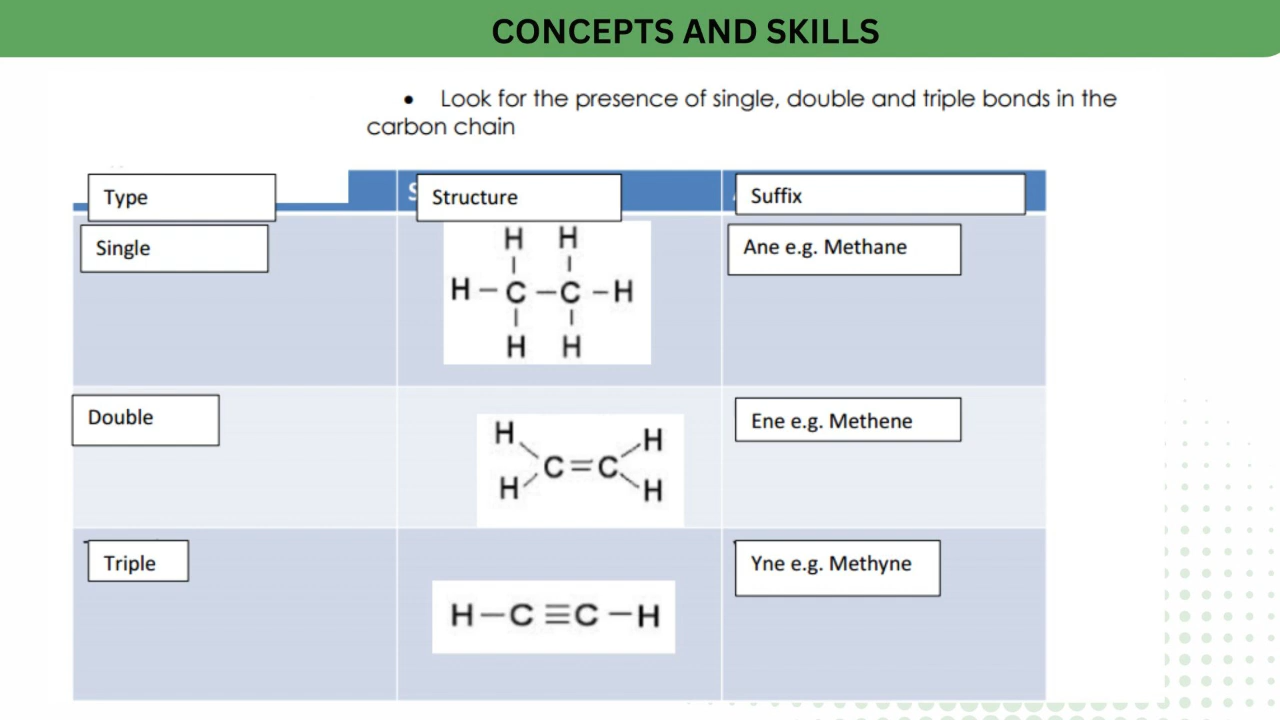 CONCEPTS AND SKILLS
• Look for the presence of single, double and triple bonds in the
carbon chain
Type Structure Suffix
Single Ane e.g. Methane
H H
H – C – C – H
H H
Double Ene e.g. Methene
H H
C = C
H H
Triple Yne e.g. Methyne
H – C ≡ C – H